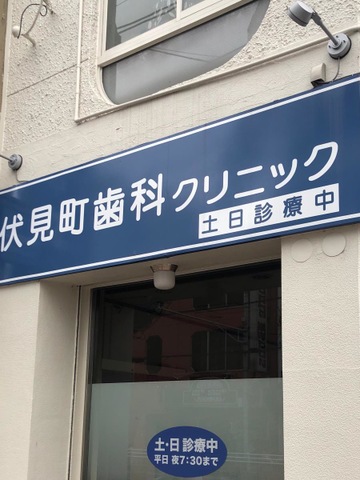 伏見町歯科クリニック
土日診療中
土・日 診療中
平日 夜7:30まで